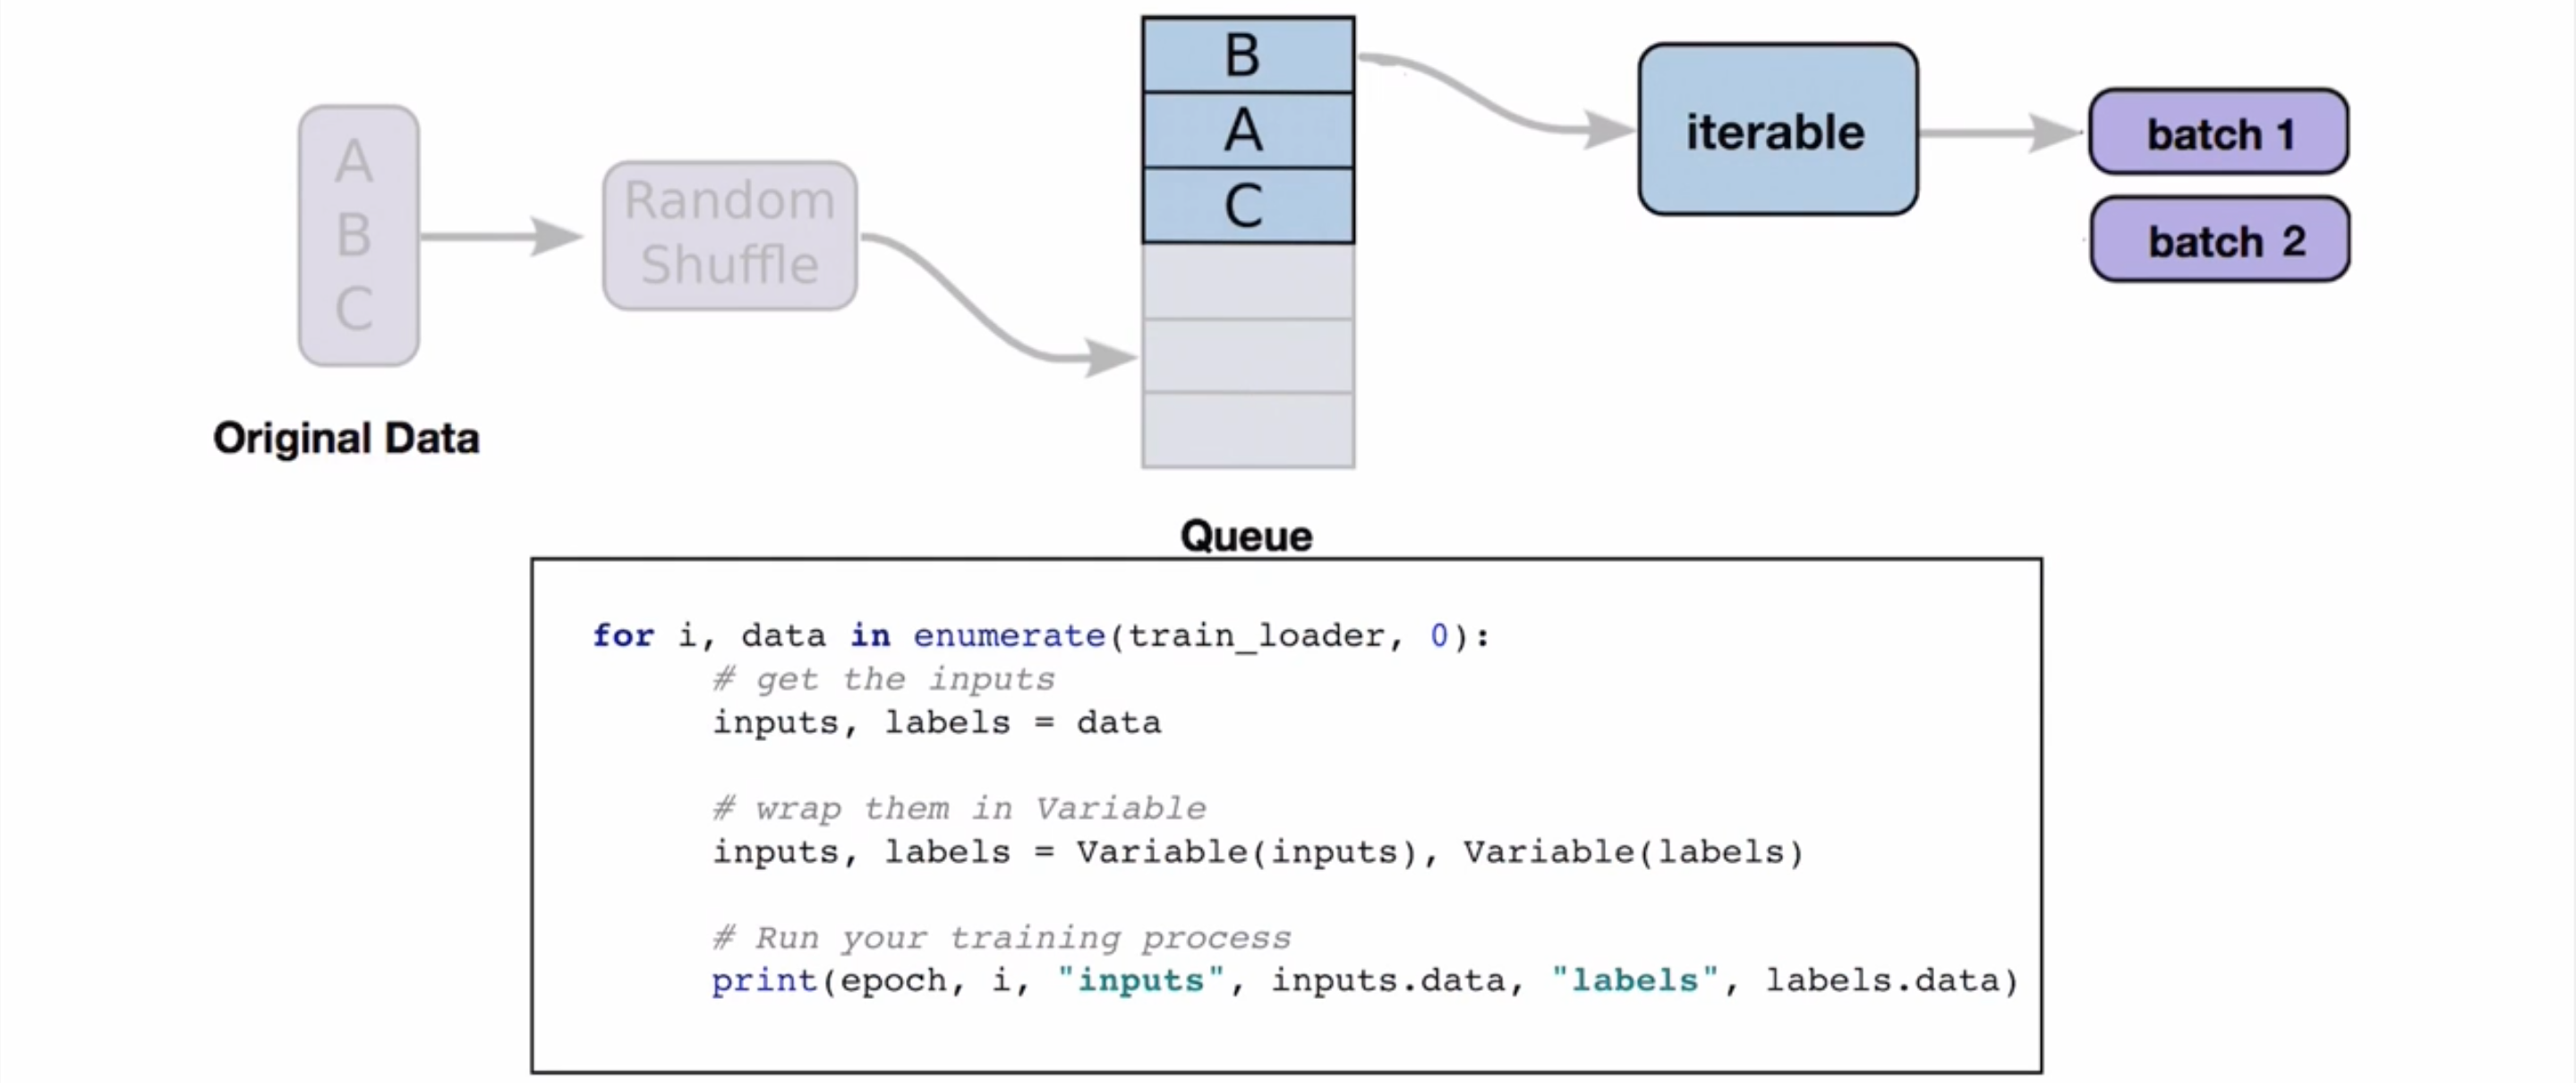 A
B
C
Original Data
Random
Shuffle
B
A
C
Queue
iterable
batch 1
batch 2
for i, data in enumerate(train_loader, 0):
# get the inputs
inputs, labels = data
# wrap them in Variable
inputs, labels = Variable(inputs), Variable(labels)
# Run your training process
print(epoch, i, "inputs", inputs.data, "labels", labels.data)